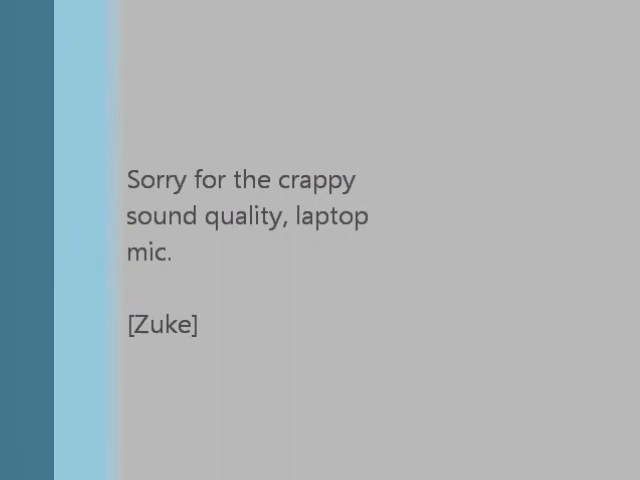 Sorry for the crappy
sound quality, laptop
mic.
[Zuke]